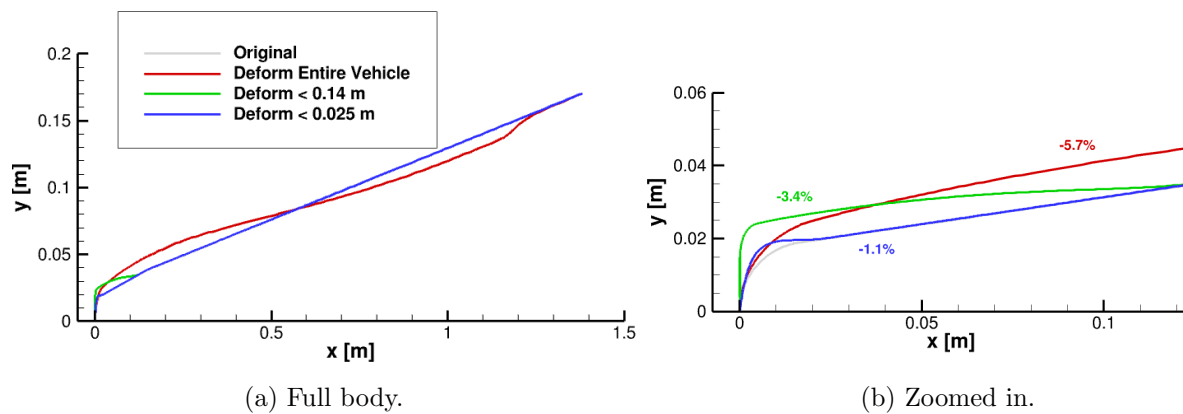 Original
Deform Entire Vehicle
Deform < 0.14 m
Deform < 0.025 m
0.2
0.15
0.1
0.05
0
y [m]
0
0.5
1
1.5
x [m]
(a) Full body.
0.06
0.04
0.02
0
y [m]
-5.7%
-3.4%
-1.1%
0
0.05
0.1
x [m]
(b) Zoomed in.